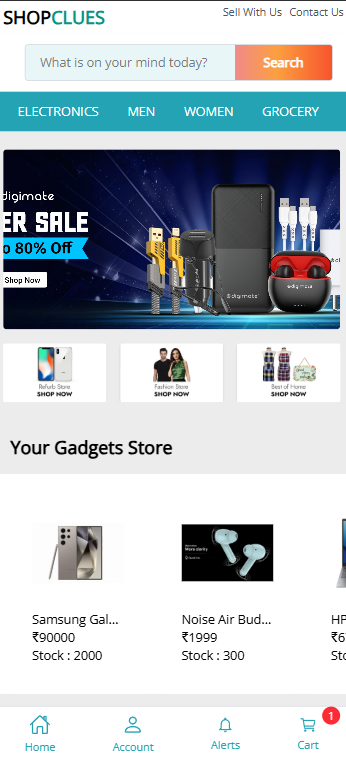 SHOPCLUES
Sell With Us Contact Us
What is on your mind today?
Search
ELECTRONICS MEN WOMEN GROCERY
digimate
ER SALE
o 80% Off
Shop Now
digimate
digimate
Refurb Store
SHOP NOW
Fashion Store
SHOP NOW
Best of Home
SHOP NOW
Your Gadgets Store
More clarity
Samsung Gal...
₹90000
Stock : 2000
Noise Air Bud...
₹1999
Stock : 300
HP
₹6
Sto
1
Home
Account
Alerts
Cart